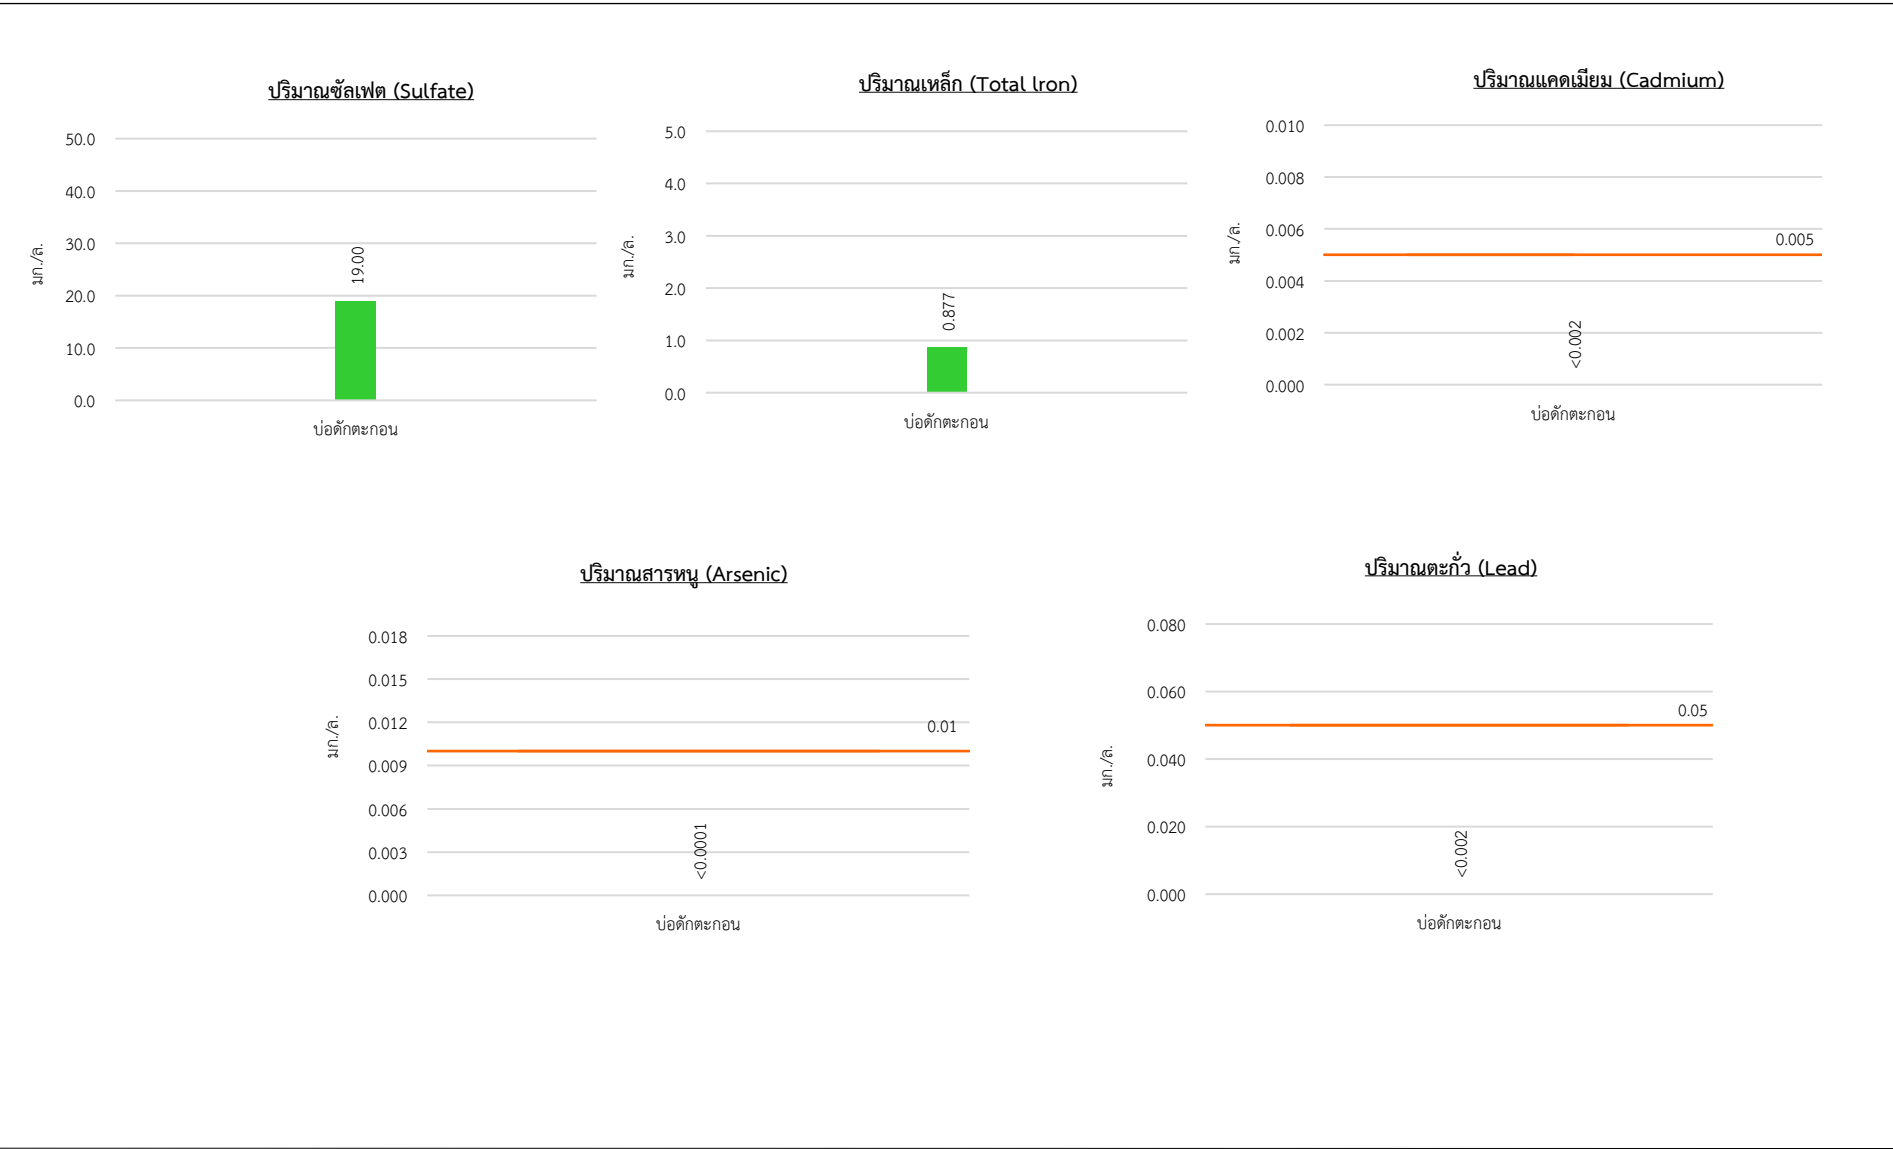 ปริมาณซัลเฟต (Sulfate)
50.0
40.0
30.0
20.0
10.0
0.0
มก./ล.
19.00
บ่อดักตะกอน
ปริมาณเหล็ก (Total lron)
5.0
4.0
3.0
2.0
1.0
0.0
มก./ล.
0.877
บ่อดักตะกอน
ปริมาณแคดเมียม (Cadmium)
0.010
0.008
0.006
0.004
0.002
0.000
มก./ล.
0.005
<0.002
บ่อดักตะกอน
ปริมาณสารหนู (Arsenic)
0.018
0.015
0.012
0.009
0.006
0.003
0.000
มก./ล.
0.01
<0.0001
บ่อดักตะกอน
ปริมาณตะกั่ว (Lead)
0.080
0.060
0.040
0.020
0.000
มก./ล.
0.05
<0.002
บ่อดักตะกอน